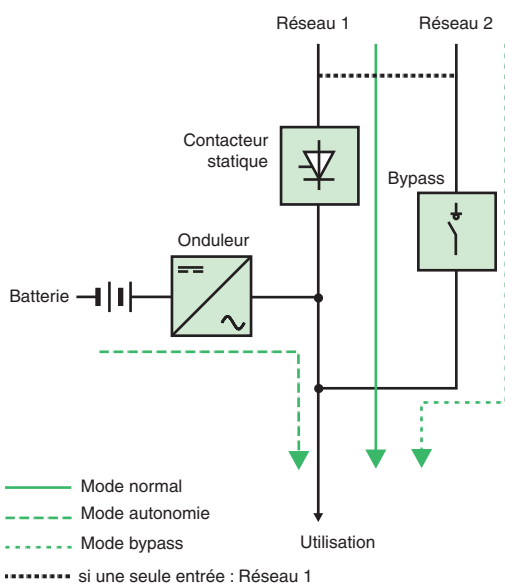 Réseau 1
Réseau 2
Contacteur
statique
Bypass
Onduleur
Batterie
Mode normal
Mode autonomie
Mode bypass
Utilisation
si une seule entrée : Réseau 1